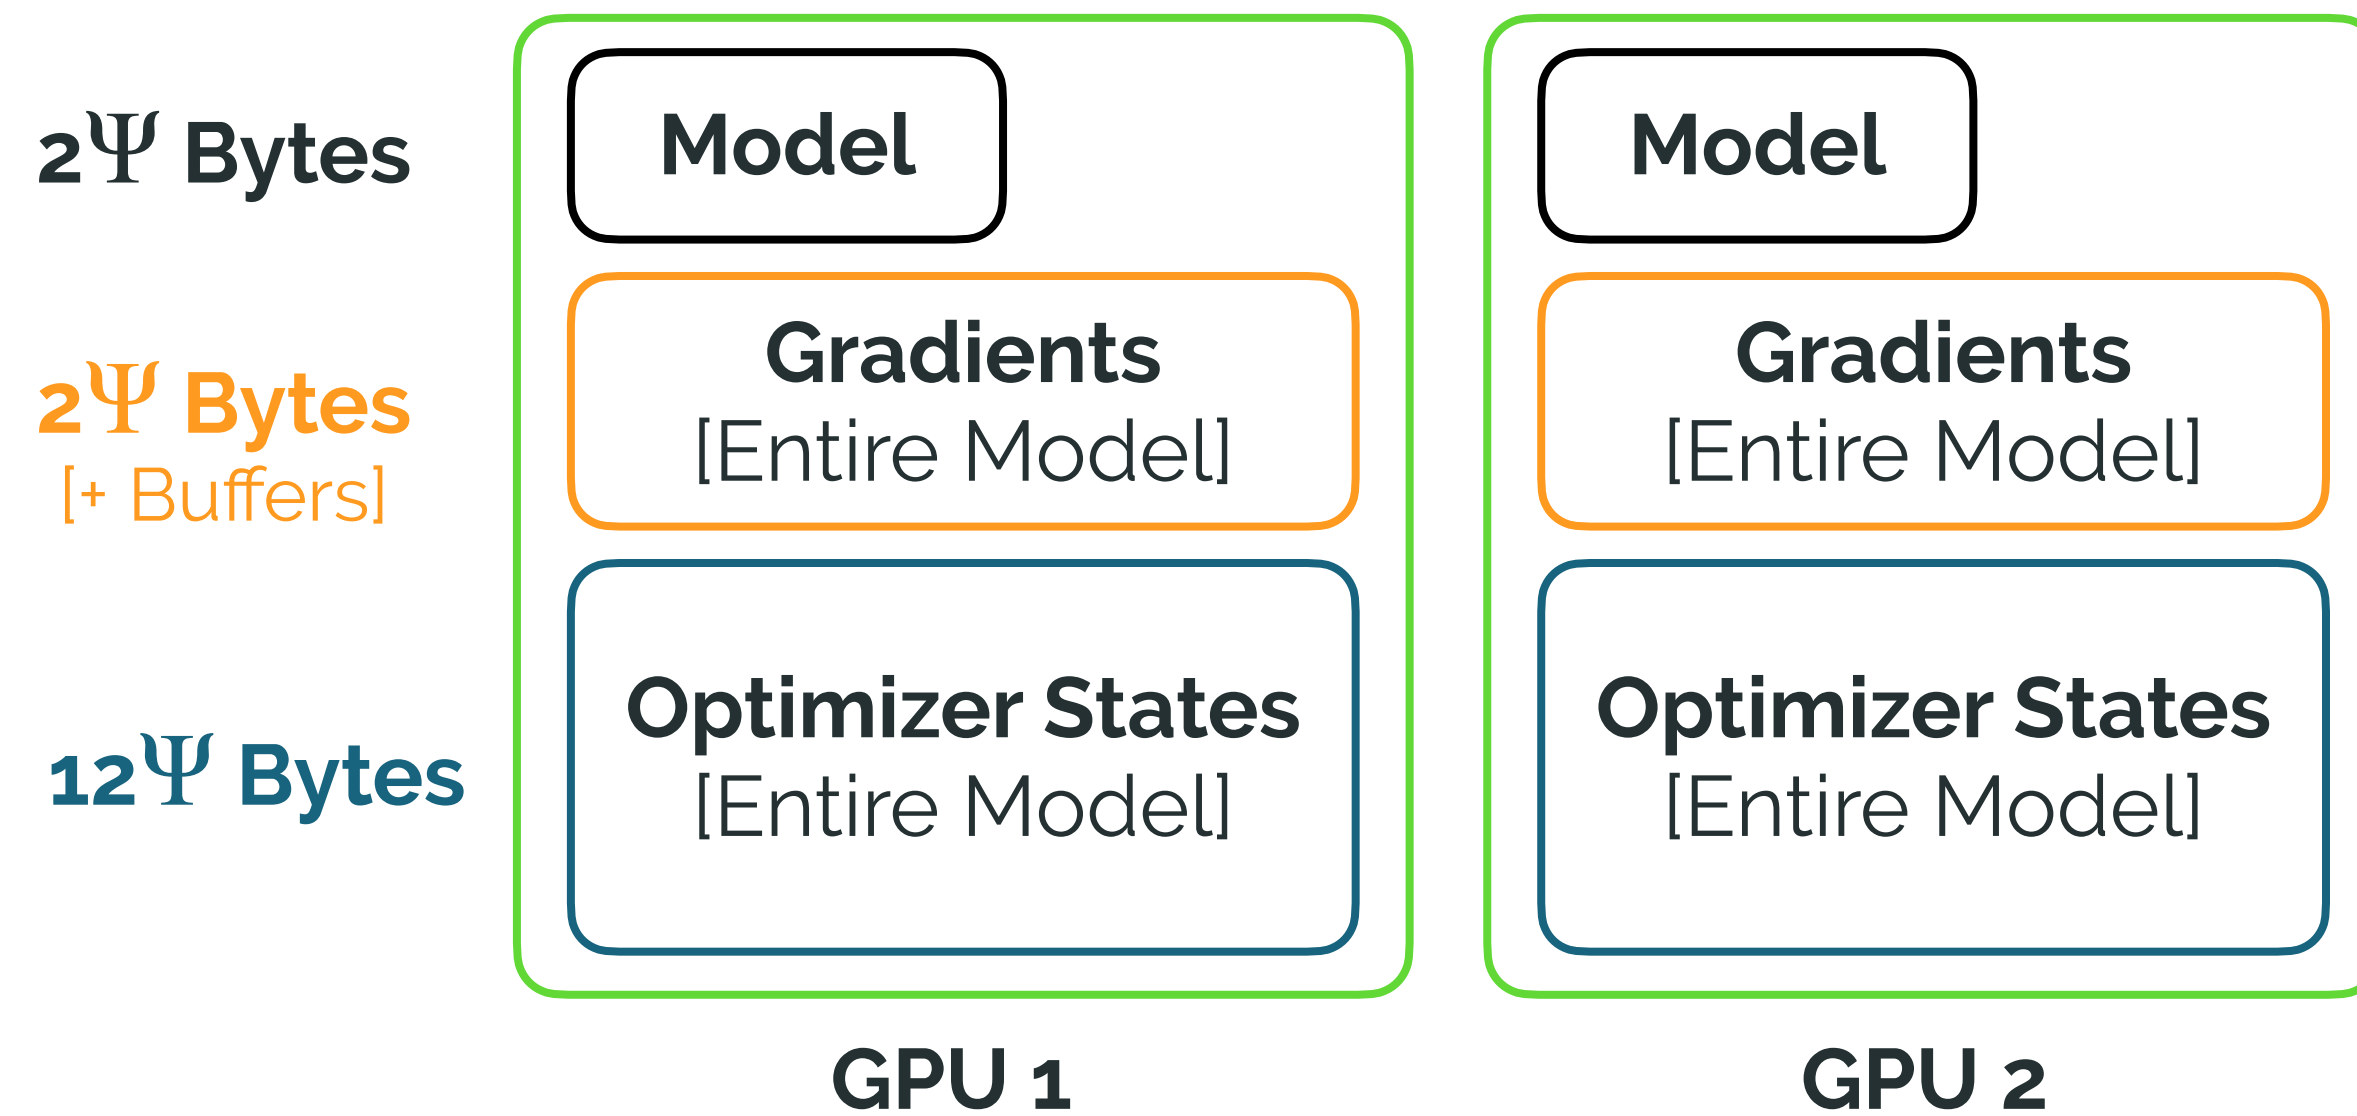 2Ψ Bytes
Model
Model
2Ψ Bytes
[+ Buffers]
Gradients
[Entire Model]
Gradients
[Entire Model]
12Ψ Bytes
Optimizer States
[Entire Model]
Optimizer States
[Entire Model]
GPU 1
GPU 2